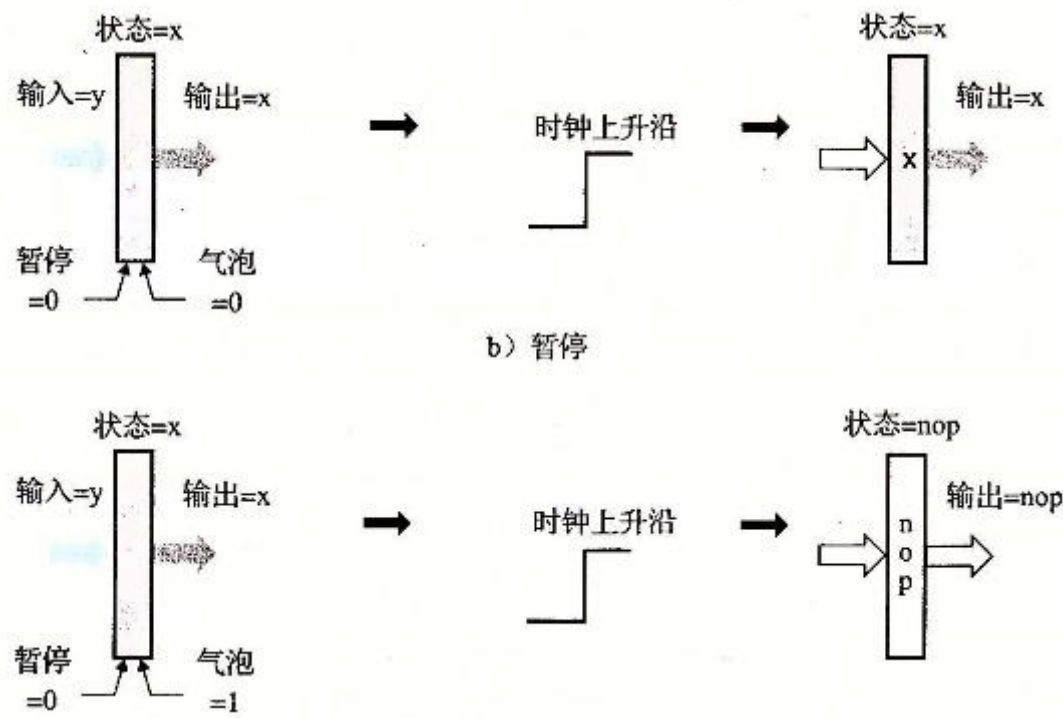 状态=x
状态=x
输入=y
输出=x
输出=x
时钟上升沿
x
暂停
=0
气泡
=0
b）暂停
状态=x
状态=nop
输入=y
输出=x
输出=nop
时钟上升沿
n
o
p
暂停
=0
气泡
=1